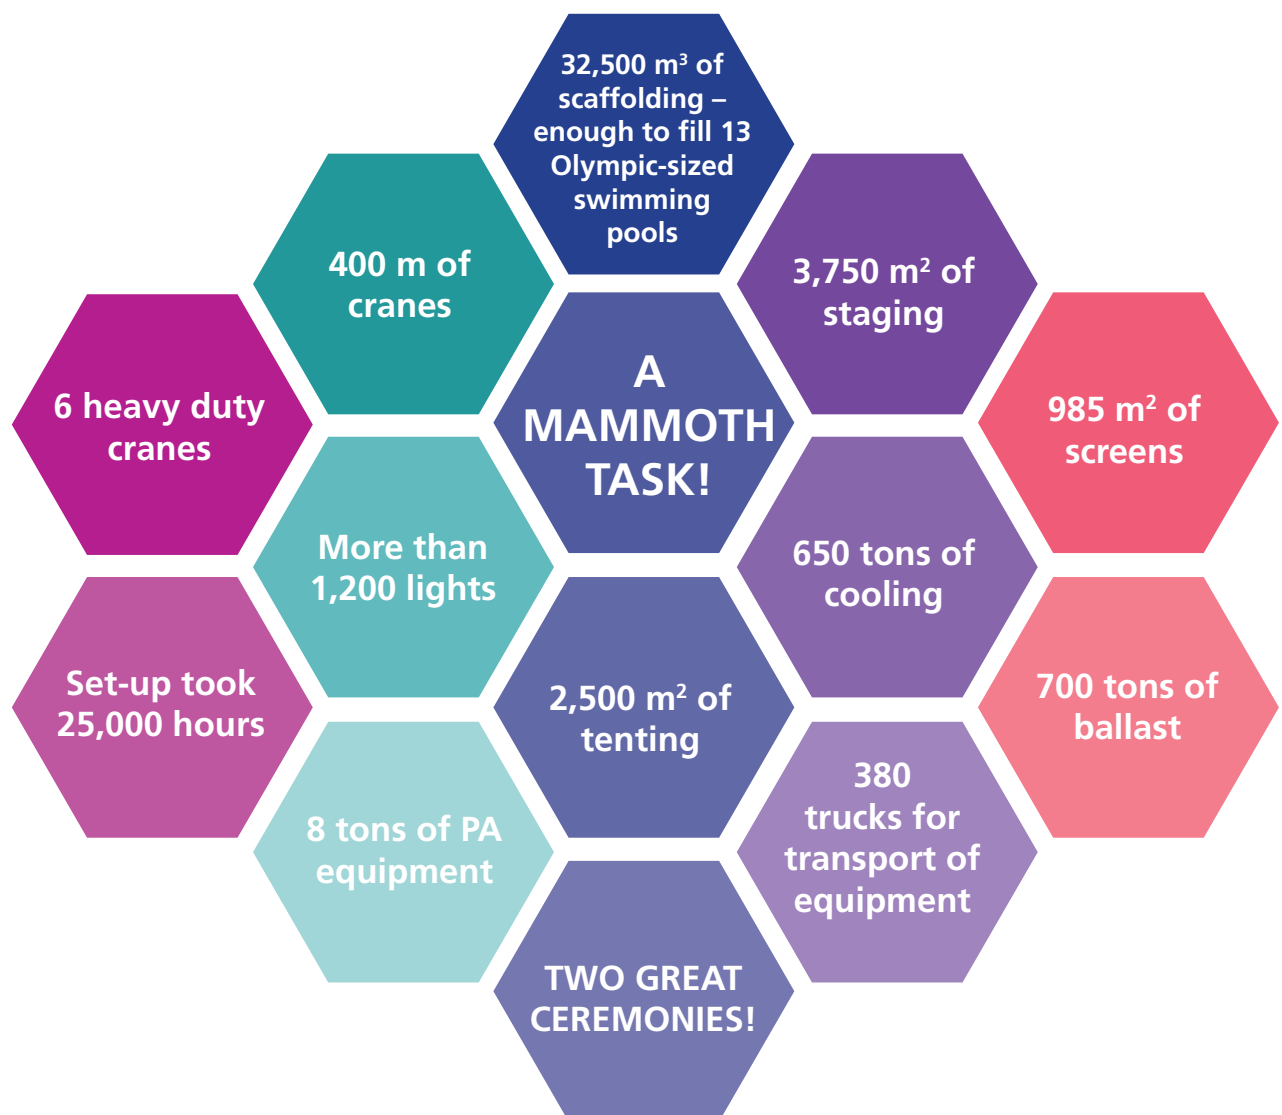 32,500 m³ of
scaffolding –
enough to fill 13
Olympic-sized
swimming
pools
400 m of
cranes
3,750 m² of
staging
6 heavy duty
cranes
A
MAMMOTH
TASK!
985 m² of
screens
More than
1,200 lights
650 tons of
cooling
Set-up took
25,000 hours
2,500 m² of
tenting
700 tons of
ballast
8 tons of PA
equipment
380
trucks for
transport of
equipment
TWO GREAT
CEREMONIES!